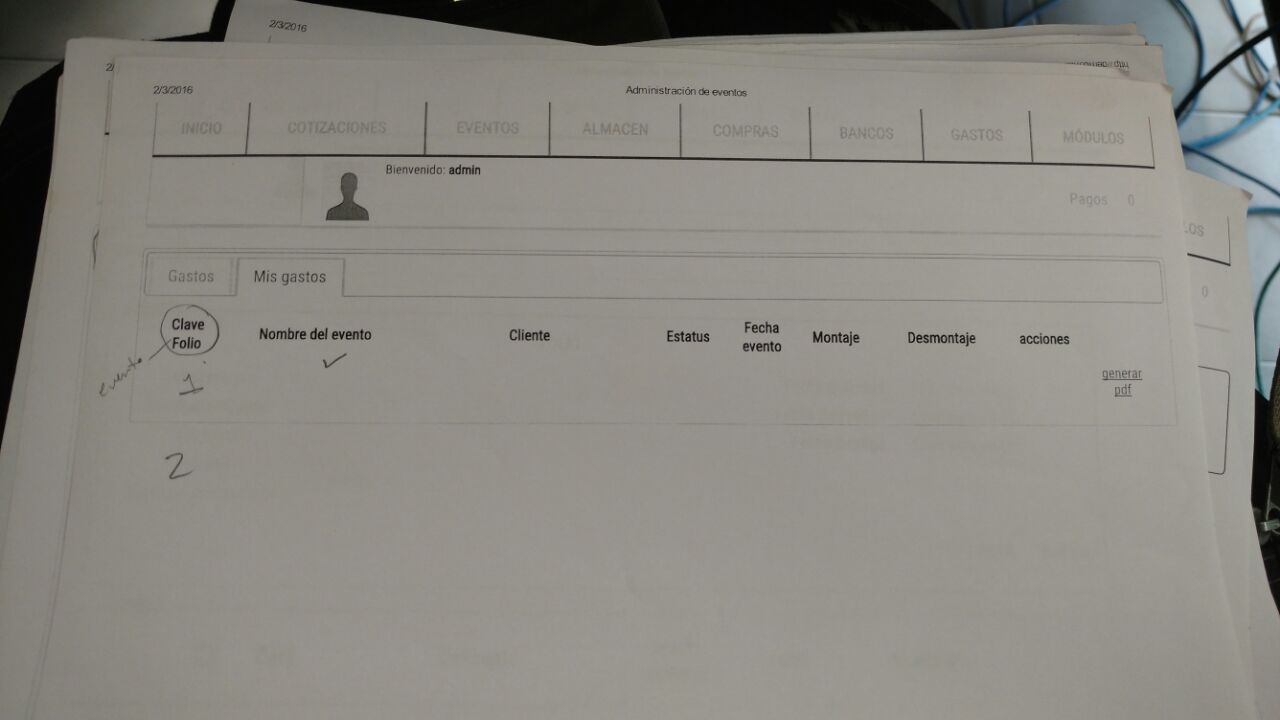 2/3/2016
2/3/2016 Administración de eventos
INICIO COTIZACIONES EVENTOS ALMACEN COMPRAS BANCOS GASTOS MÓDULOS
Bienvenido: admin
Pagos 0
Gastos Mis gastos
Clave Folio Nombre del evento Cliente Estatus Fecha evento Montaje Desmontaje acciones
evento
1
generar
pdf
2
0